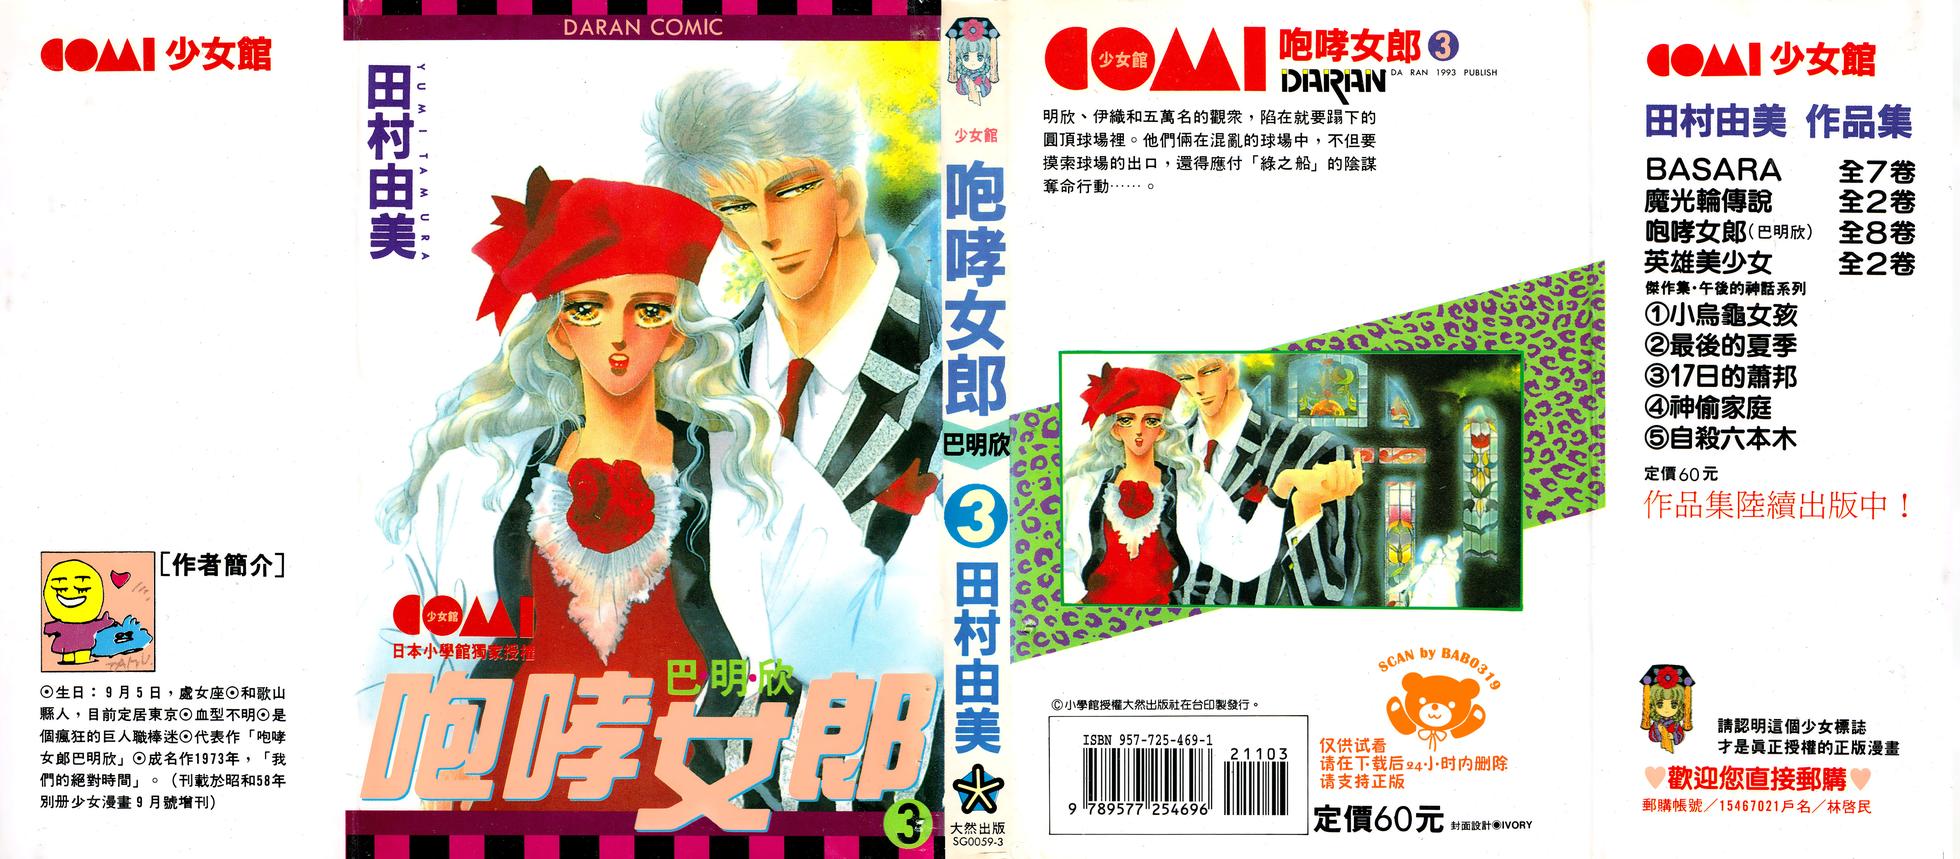 COMI 少女館
[作者簡介]
TAMU.
⊙生日：9月5日，處女座⊙和歌山
縣人，目前定居東京⊙血型不明⊙是
個瘋狂的巨人職棒迷⊙代表作「咆哮
女郎巴明欣」⊙成名作1973年，「我
們的絕對時間」。（刊載於昭和58年
別冊少女漫畫9月號增刊）
DARAN COMIC
田村由美
YUMI TAMURA
COMI 少女館
日本小學館獨家授權
巴・明・欣
咆哮女郎
3
少女館
咆哮女郎
巴明欣
3
田村由美
大然出版
SG0059-3
COMI 少女館
咆哮女郎 3
DARAN DA RAN 1993 PUBLISH
明欣、伊織和五萬名的觀衆，陷在就要蹋下的
圓頂球場裡。他們倆在混亂的球場中，不但要
摸索球場的出口，還得應付「綠之船」的陰謀
奪命行動……。
SCAN by BAB0319
©小學館授權大然出版社在台印製發行。
ISBN 957-725-469-1
21103
9 789577 254696
仅供试看
请在下载后24小时内删除
请支持正版
定價60元 封面設計◉IVORY
COMI 少女館
田村由美 作品集
BASARA 全7卷
魔光輪傳說 全2卷
咆哮女郎(巴明欣) 全8卷
英雄美少女 全2卷
傑作集・午後的神話系列
①小烏龜女孩
②最後的夏季
③17日的蕭邦
④神偷家庭
⑤自殺六本木
定價60元
作品集陸續出版中！
請認明這個少女標誌
才是眞正授權的正版漫畫
♥歡迎您直接郵購♥
郵購帳號／15467021戶名／林啓民